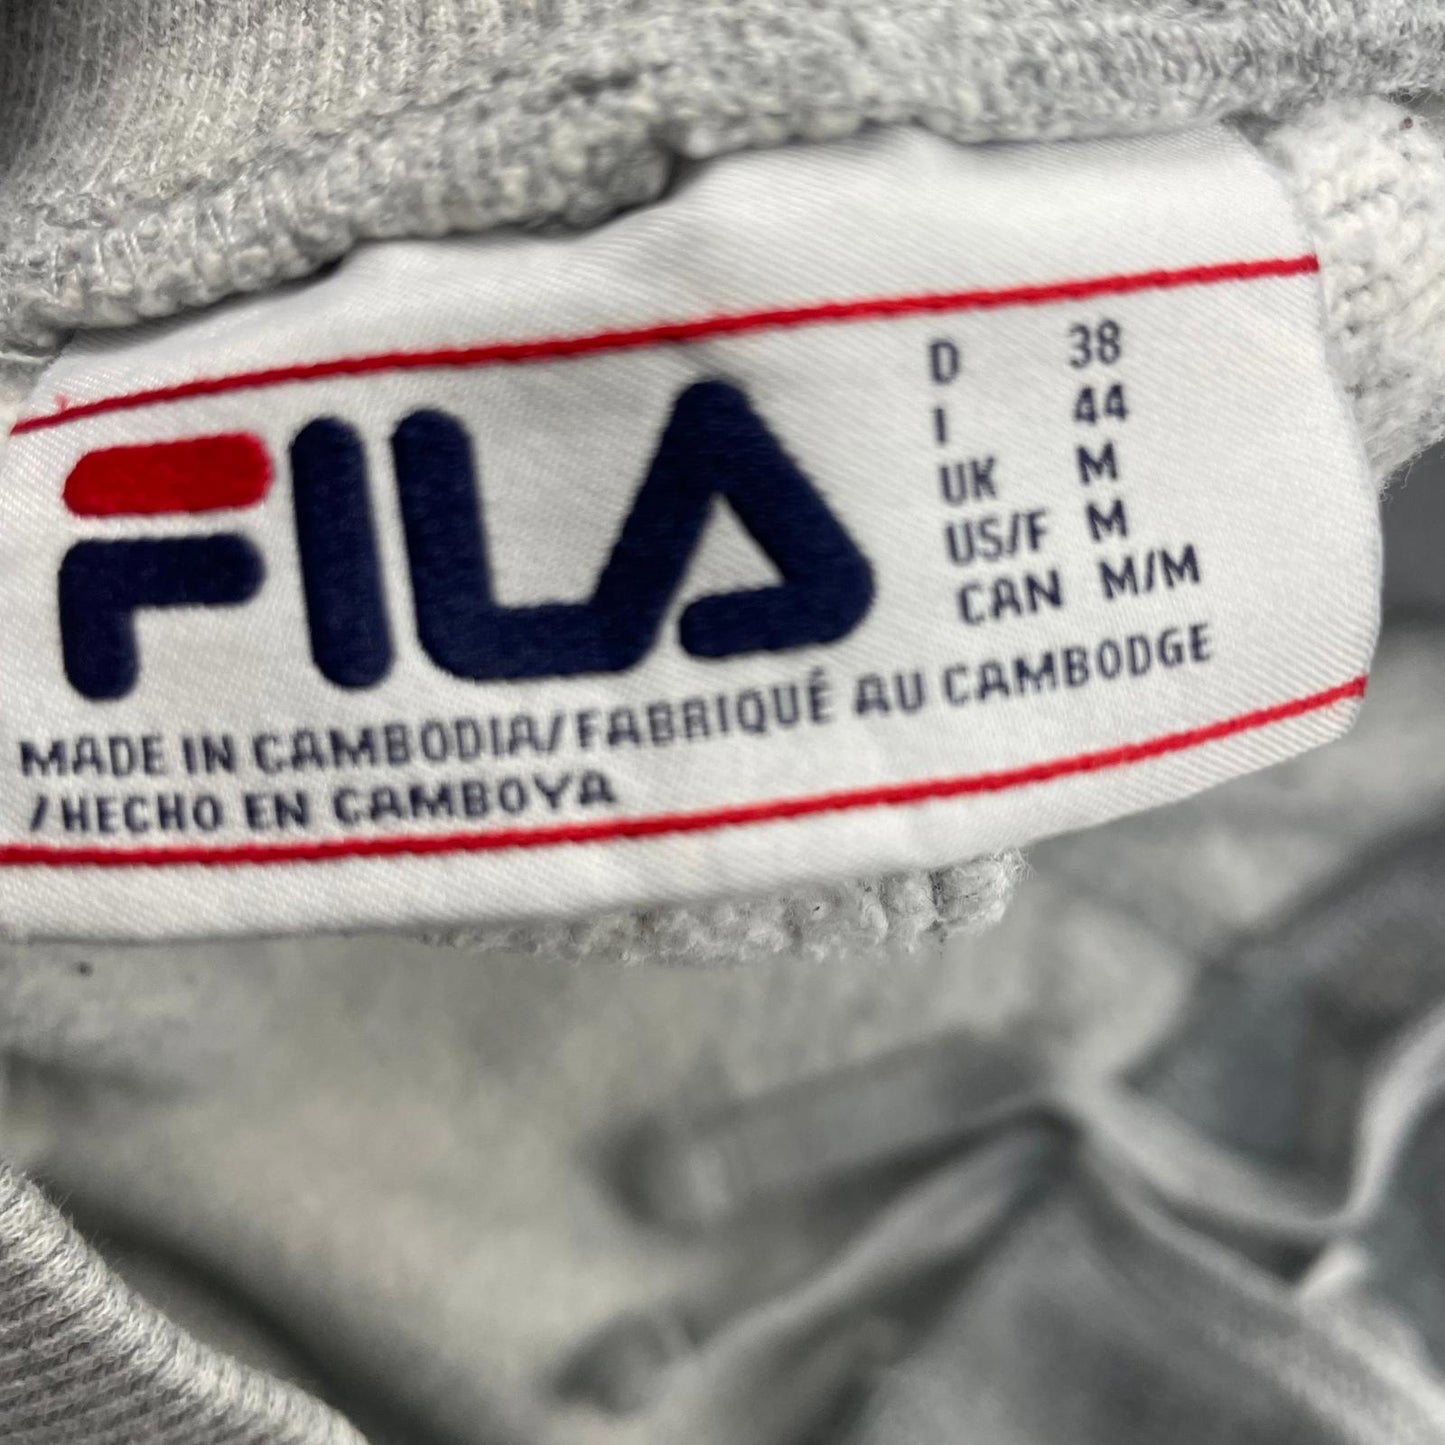 FILA
D 38
I 44
UK M
US/F M
CAN M/M
MADE IN CAMBODIA/FABRIQUÉ AU CAMBODGE
/HECHO EN CAMBOYA